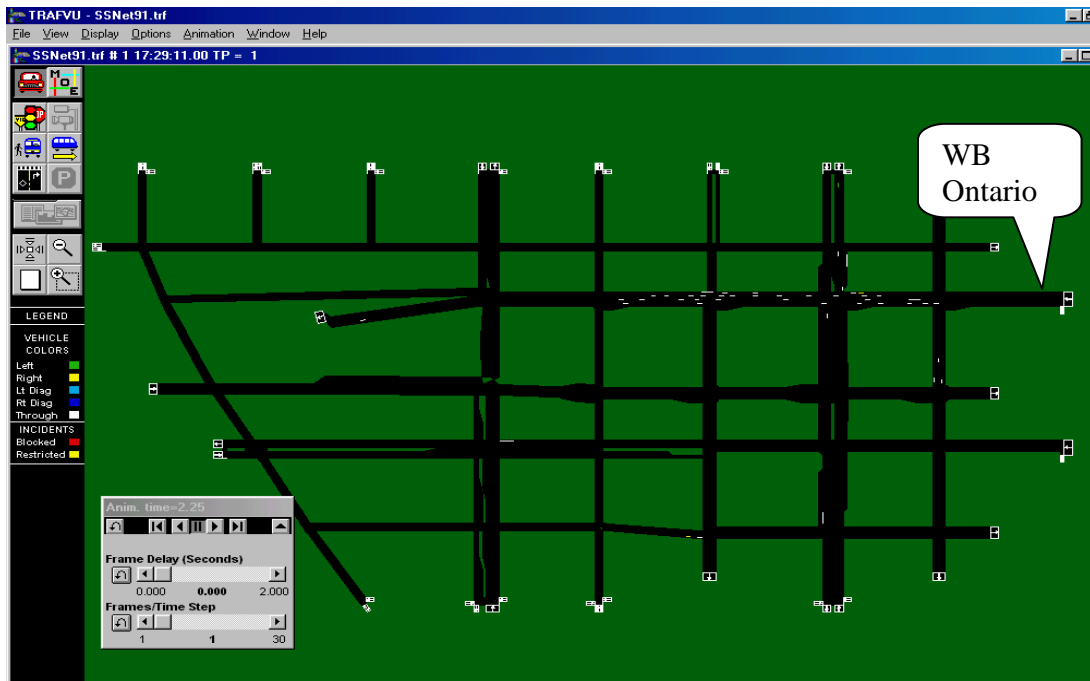 TRAFVU - SSNet91.trf
File View Display Options Animation Window Help
SSNet91.trf # 1 17:29:11.00 TP = 1
M O E
WB
Ontario
P
LEGEND
VEHICLE
COLORS
Left
Right
Lt Diag
Rt Diag
Through
INCIDENTS
Blocked
Restricted
Anim. time=2.25
Frame Delay (Seconds)
0.000 0.000 2.000
Frames/Time Step
1 1 30